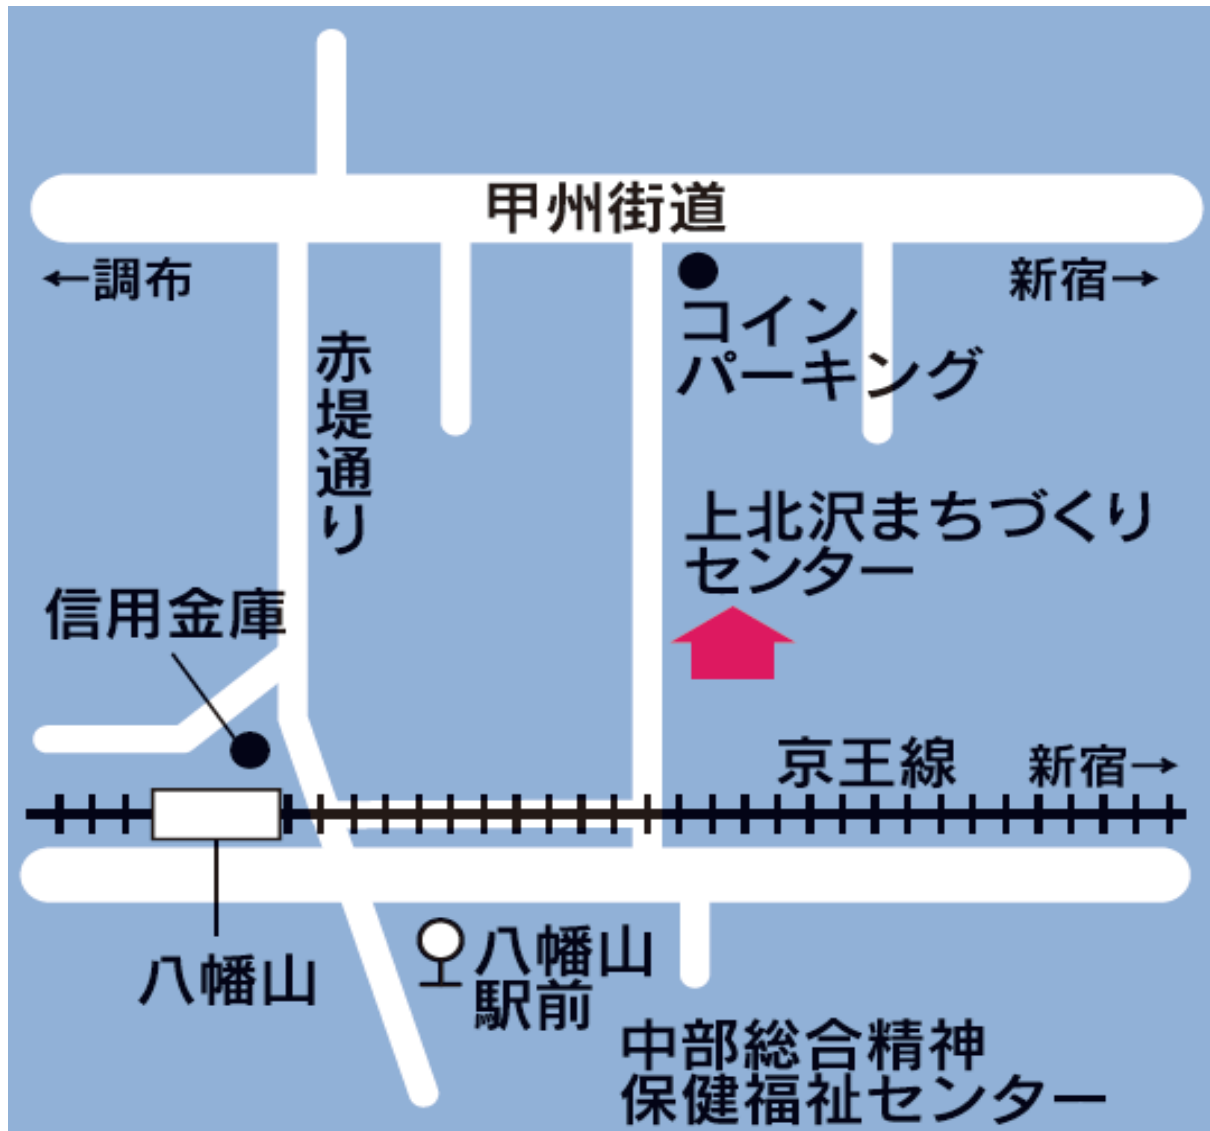 甲州街道
←調布
新宿→
コイン
パーキング
赤堤通り
上北沢まちづくり
センター
信用金庫
京王線
新宿→
八幡山
八幡山
駅前
中部総合精神
保健福祉センター